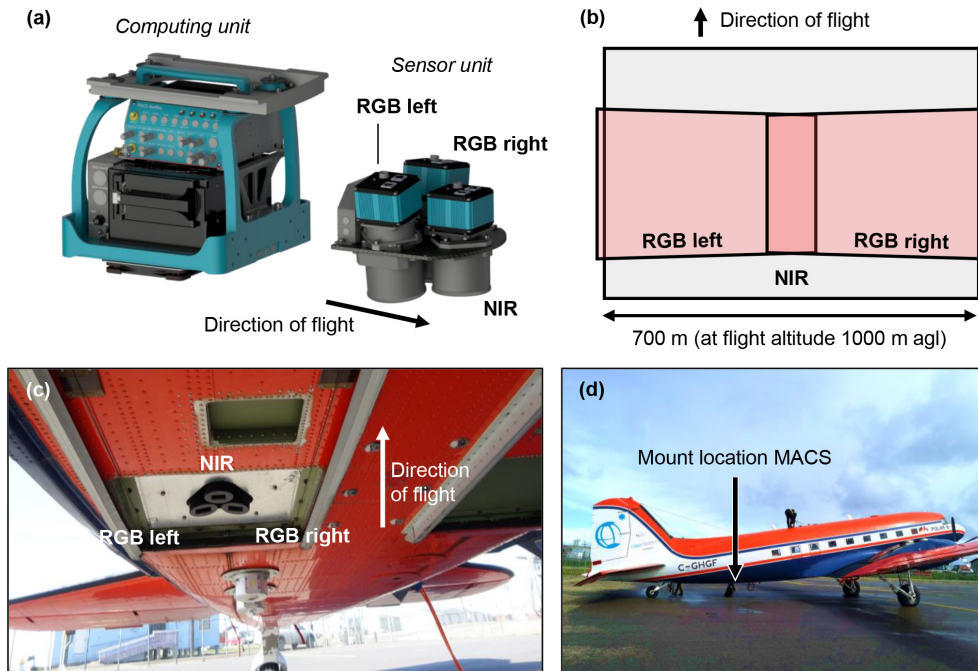 (a)
Computing unit
Sensor unit
RGB left
RGB right
NIR
Direction of flight
(b)
Direction of flight
RGB left
RGB right
NIR
700 m (at flight altitude 1000 m agl)
(c)
NIR
Direction
of flight
RGB left
RGB right
(d)
Mount location MACS
POLAR 6
C-GHGF